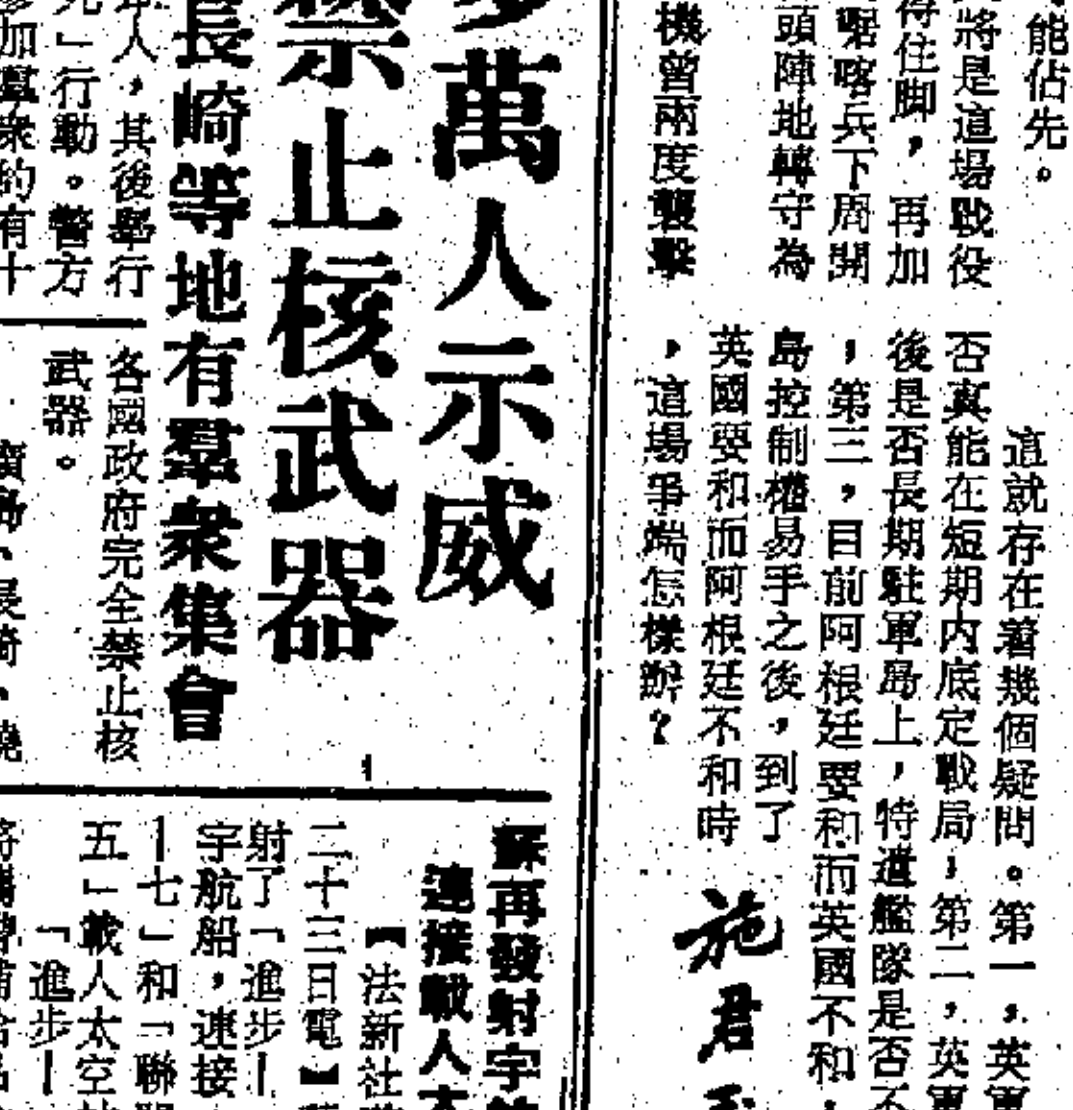 能佔先。
將是這場戰役
得住脚，再加
喀兵下周開
頭陣地轉守為
機曾兩度襲擊
這就存在着幾個疑問。第一，英軍
否真能在短期內底定戰局；第二，英軍
後是否長期駐軍島上，特遣艦隊是否不
，第三，目前阿根廷要和而英國不和，
島控制權易手之後，到了
英國要和而阿根廷不和時
，這場爭端怎樣辦？
施君玉
多萬人示威
禁止核武器
長崎等地有羣衆集會
人，其後舉行
」行動。警方
參加羣衆約有十
各國政府完全禁止核
武器。
廣島、長崎、
蘇再發射宇
連接載人太
【法新社
二十三日電】
射了「進步—
宇航船，連接
—七」和「聯
五」載人太空
「進步—